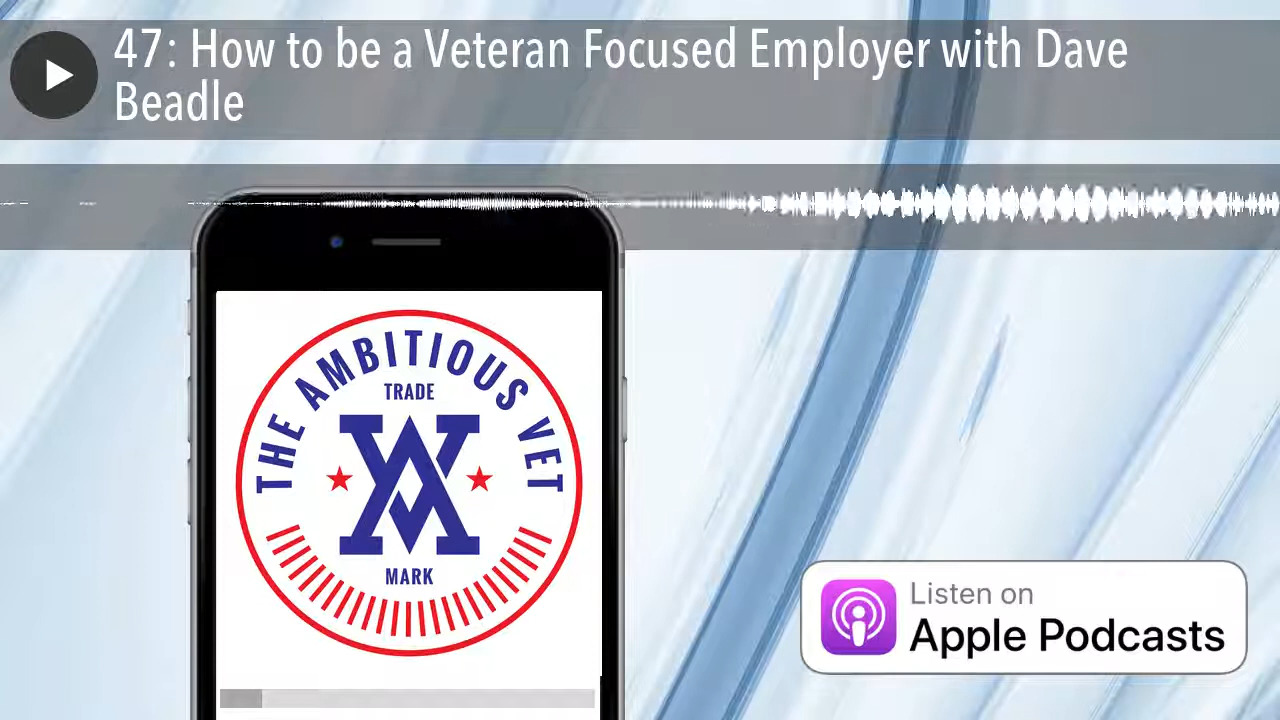 47: How to be a Veteran Focused Employer with Dave
Beadle
THE AMBITIOUS VET
TRADE
MARK
Listen on
Apple Podcasts